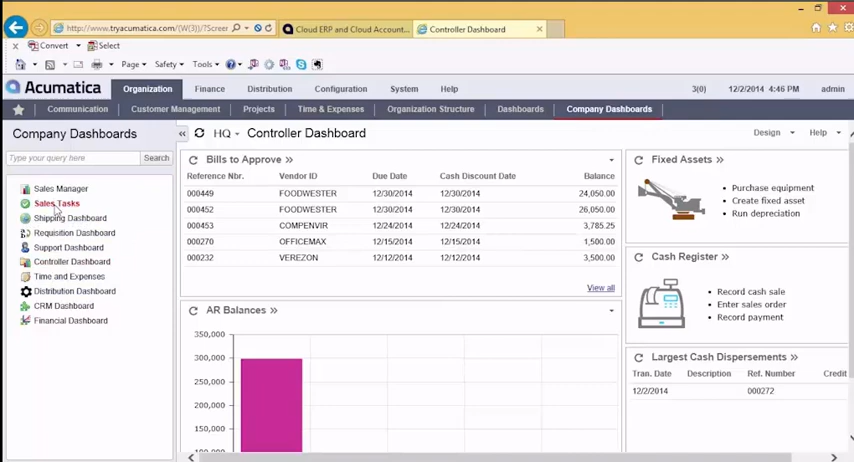 http://www.tryacumatica.com/(W(3))/?Screer
Cloud ERP and Cloud Account...
Controller Dashboard
Convert
Select
Page
Safety
Tools
Acumatica
Organization
Finance
Distribution
Configuration
System
Help
3(0)
12/2/2014 4:46 PM
admin
Communication
Customer Management
Projects
Time & Expenses
Organization Structure
Dashboards
Company Dashboards
Company Dashboards
HQ
Controller Dashboard
Design
Help
Type your query here
Search
Sales Manager
Sales Tasks
Shipping Dashboard
Requisition Dashboard
Support Dashboard
Controller Dashboard
Time and Expenses
Distribution Dashboard
CRM Dashboard
Financial Dashboard
Bills to Approve
Reference Nbr. Vendor ID Due Date Cash Discount Date Balance
000449 FOODWESTER 12/30/2014 12/30/2014 24,050.00
000452 FOODWESTER 12/30/2014 12/30/2014 26,050.00
000453 COMPENVIR 12/24/2014 12/24/2014 3,785.25
000270 OFFICEMAX 12/15/2014 12/15/2014 1,500.00
000232 VEREZON 12/12/2014 12/12/2014 3,500.00
View all
AR Balances
350,000
300,000
250,000
200,000
150,000
100,000
Fixed Assets
Purchase equipment
Create fixed asset
Run depreciation
Cash Register
Record cash sale
Enter sales order
Record payment
Largest Cash Dispersements
Tran. Date Description Ref. Number Credit
12/2/2014 000272